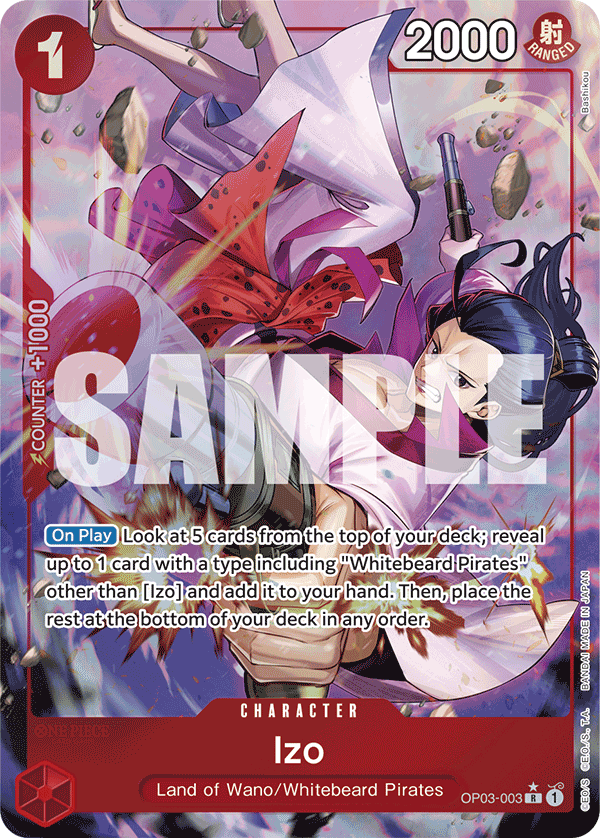 1
2000
射
RANGED
Bashikou
COUNTER +1000
SAMPLE
On Play Look at 5 cards from the top of your deck; reveal
up to 1 card with a type including "Whitebeard Pirates"
other than [Izo] and add it to your hand. Then, place the
rest at the bottom of your deck in any order.
©E.O./S., T.A. BANDAI MADE IN JAPAN
CHARACTER
©ONE PIECE
Izo
Land of Wano/Whitebeard Pirates
OP03-003 R 1